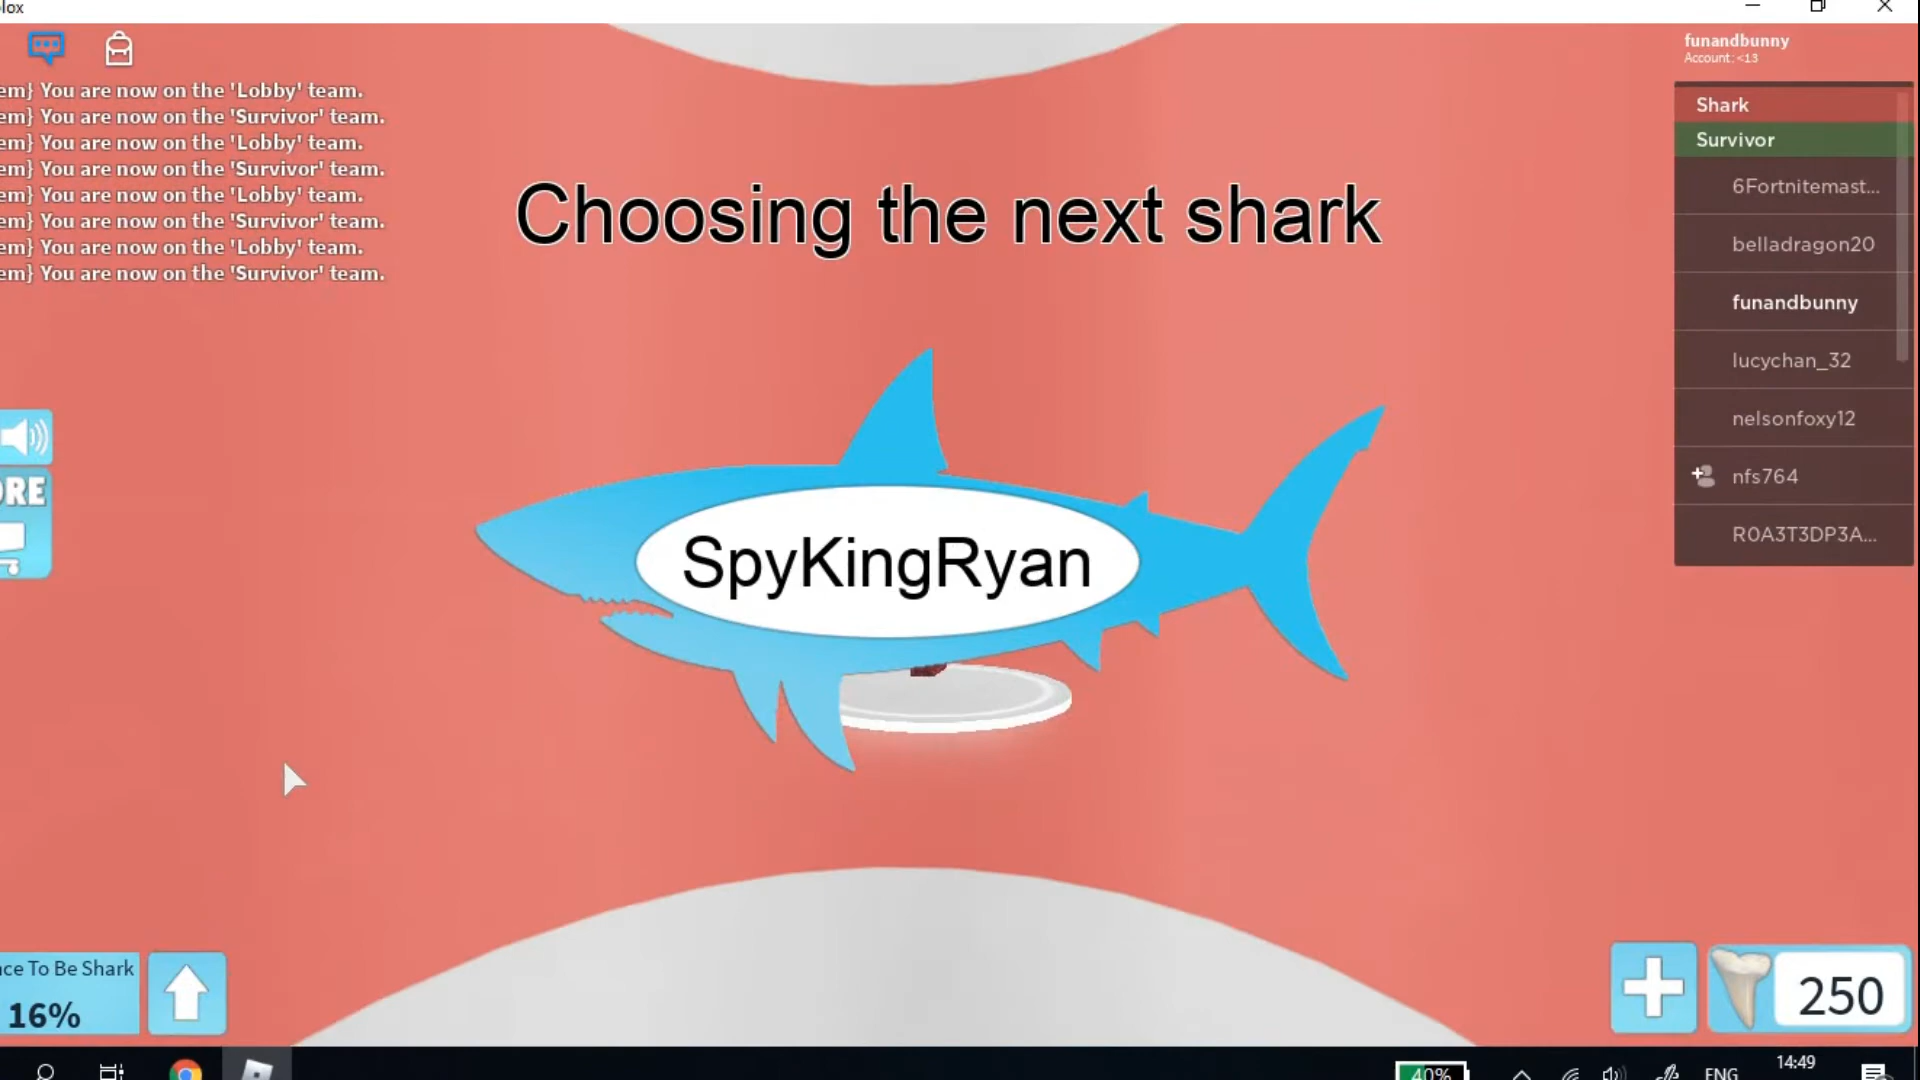 lox
funandbunny
Account: <13
em} You are now on the 'Lobby' team.
em} You are now on the 'Survivor' team.
em} You are now on the 'Lobby' team.
em} You are now on the 'Survivor' team.
em} You are now on the 'Lobby' team.
em} You are now on the 'Survivor' team.
em} You are now on the 'Lobby' team.
em} You are now on the 'Survivor' team.
Shark
Survivor
6Fortnitemast...
belladragon20
funandbunny
lucychan_32
nelsonfoxy12
nfs764
R0A3T3DP3A...
Choosing the next shark
SpyKingRyan
ORE
ce To Be Shark
16%
250
40%
ENG
14:49